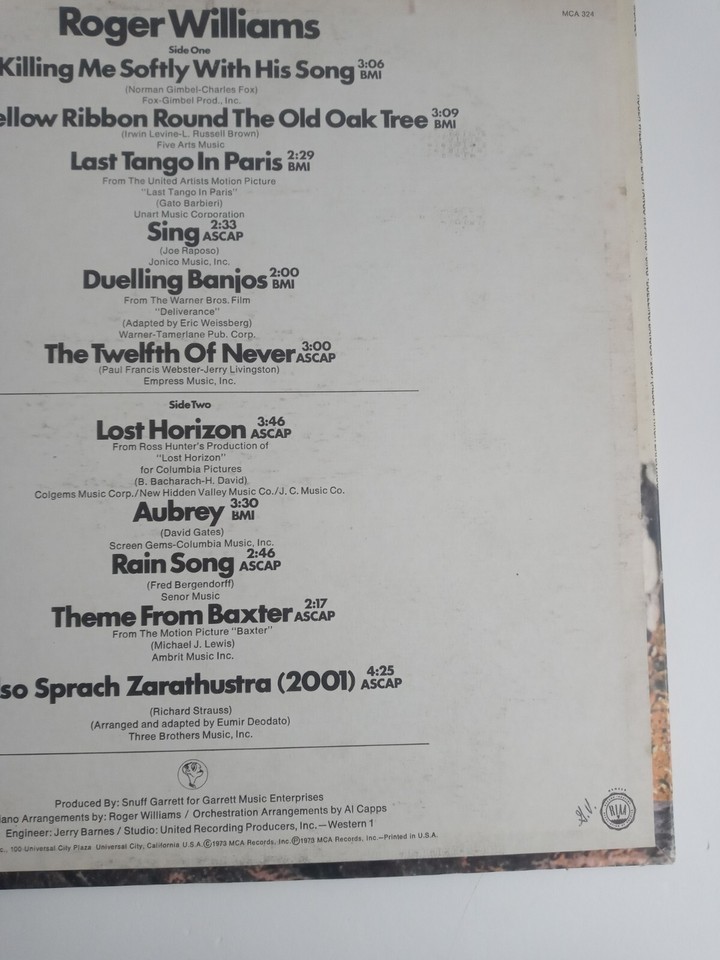 Roger Williams
MCA 324
Side One
Killing Me Softly With His Song 3:06 BMI
(Norman Gimbel-Charles Fox)
Fox-Gimbel Prod., Inc.
ellow Ribbon Round The Old Oak Tree 3:09 BMI
(Irwin Levine-L. Russell Brown)
Five Arts Music
Last Tango In Paris 2:29 BMI
From The United Artists Motion Picture
"Last Tango In Paris"
(Gato Barbieri)
Unart Music Corporation
Sing 2:33 ASCAP
(Joe Raposo)
Jonico Music, Inc.
Duelling Banjos 2:00 BMI
From The Warner Bros. Film
"Deliverance"
(Adapted by Eric Weissberg)
Warner-Tamerlane Pub. Corp.
The Twelfth Of Never 3:00 ASCAP
(Paul Francis Webster-Jerry Livingston)
Empress Music, Inc.
Side Two
Lost Horizon 3:46 ASCAP
From Ross Hunter's Production of
"Lost Horizon"
for Columbia Pictures
(B. Bacharach-H. David)
Colgems Music Corp./New Hidden Valley Music Co./J. C. Music Co.
Aubrey 3:30 BMI
(David Gates)
Screen Gems-Columbia Music, Inc.
Rain Song 2:46 ASCAP
(Fred Bergendorff)
Senor Music
Theme From Baxter 2:17 ASCAP
From The Motion Picture "Baxter"
(Michael J. Lewis)
Ambrit Music Inc.
lso Sprach Zarathustra (2001) 4:25 ASCAP
(Richard Strauss)
(Arranged and adapted by Eumir Deodato)
Three Brothers Music, Inc.
Produced By: Snuff Garrett for Garrett Music Enterprises
iano Arrangements by: Roger Williams / Orchestration Arrangements by Al Capps
Engineer: Jerry Barnes / Studio: United Recording Producers, Inc.—Western 1
c., 100 Universal City Plaza Universal City, California U.S.A. Ⓒ1973 MCA Records, Inc. Ⓟ1973 MCA Records, Inc.—Printed in U.S.A.
G.V.
RIAA